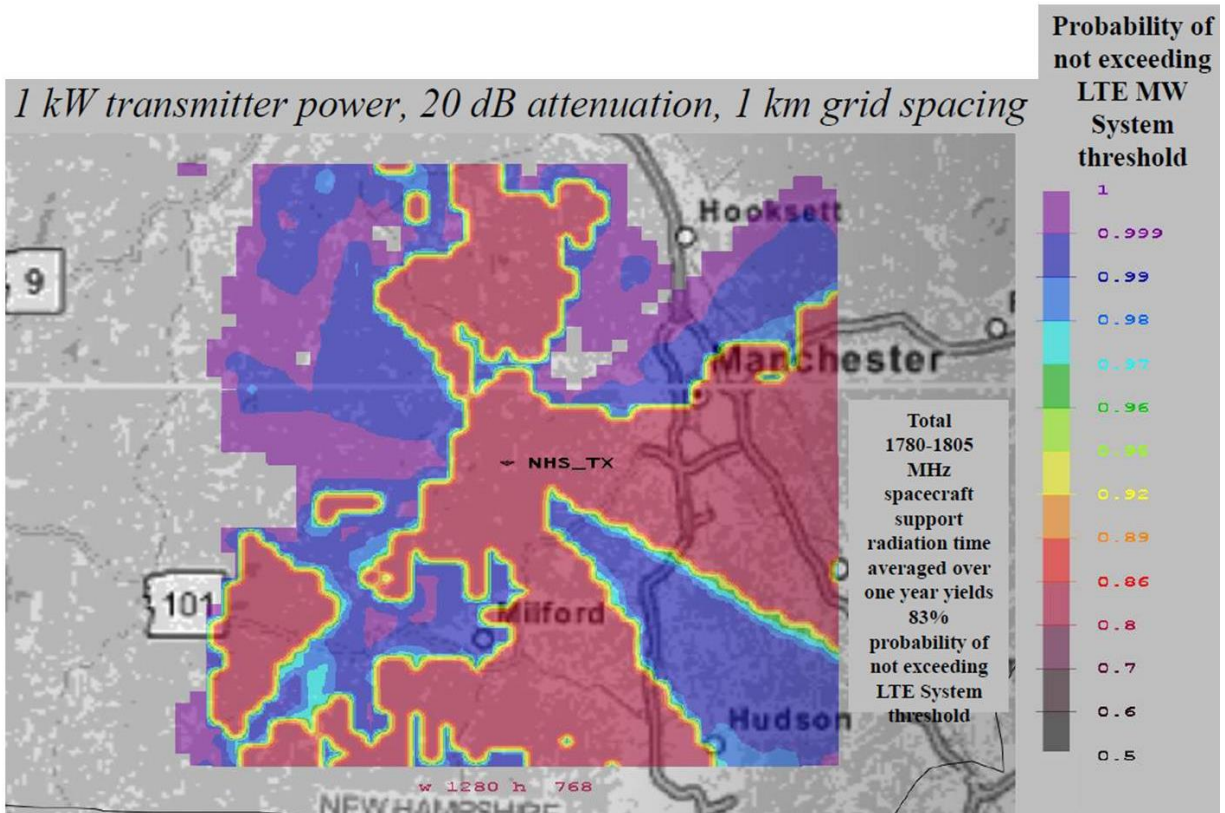 Probability of
not exceeding
LTE MW
System
threshold
1 kW transmitter power, 20 dB attenuation, 1 km grid spacing
1
0.999
0.99
0.98
0.97
0.96
0.95
0.92
0.89
0.86
0.8
0.7
0.6
0.5
Hooksett
9
Manchester
NHS_TX
Total
1780-1805
MHz
spacecraft
support
radiation time
averaged over
one year yields
83%
probability of
not exceeding
LTE System
threshold
101
Milford
Hudson
w 1280 h 768
NEW HAMPSHIRE